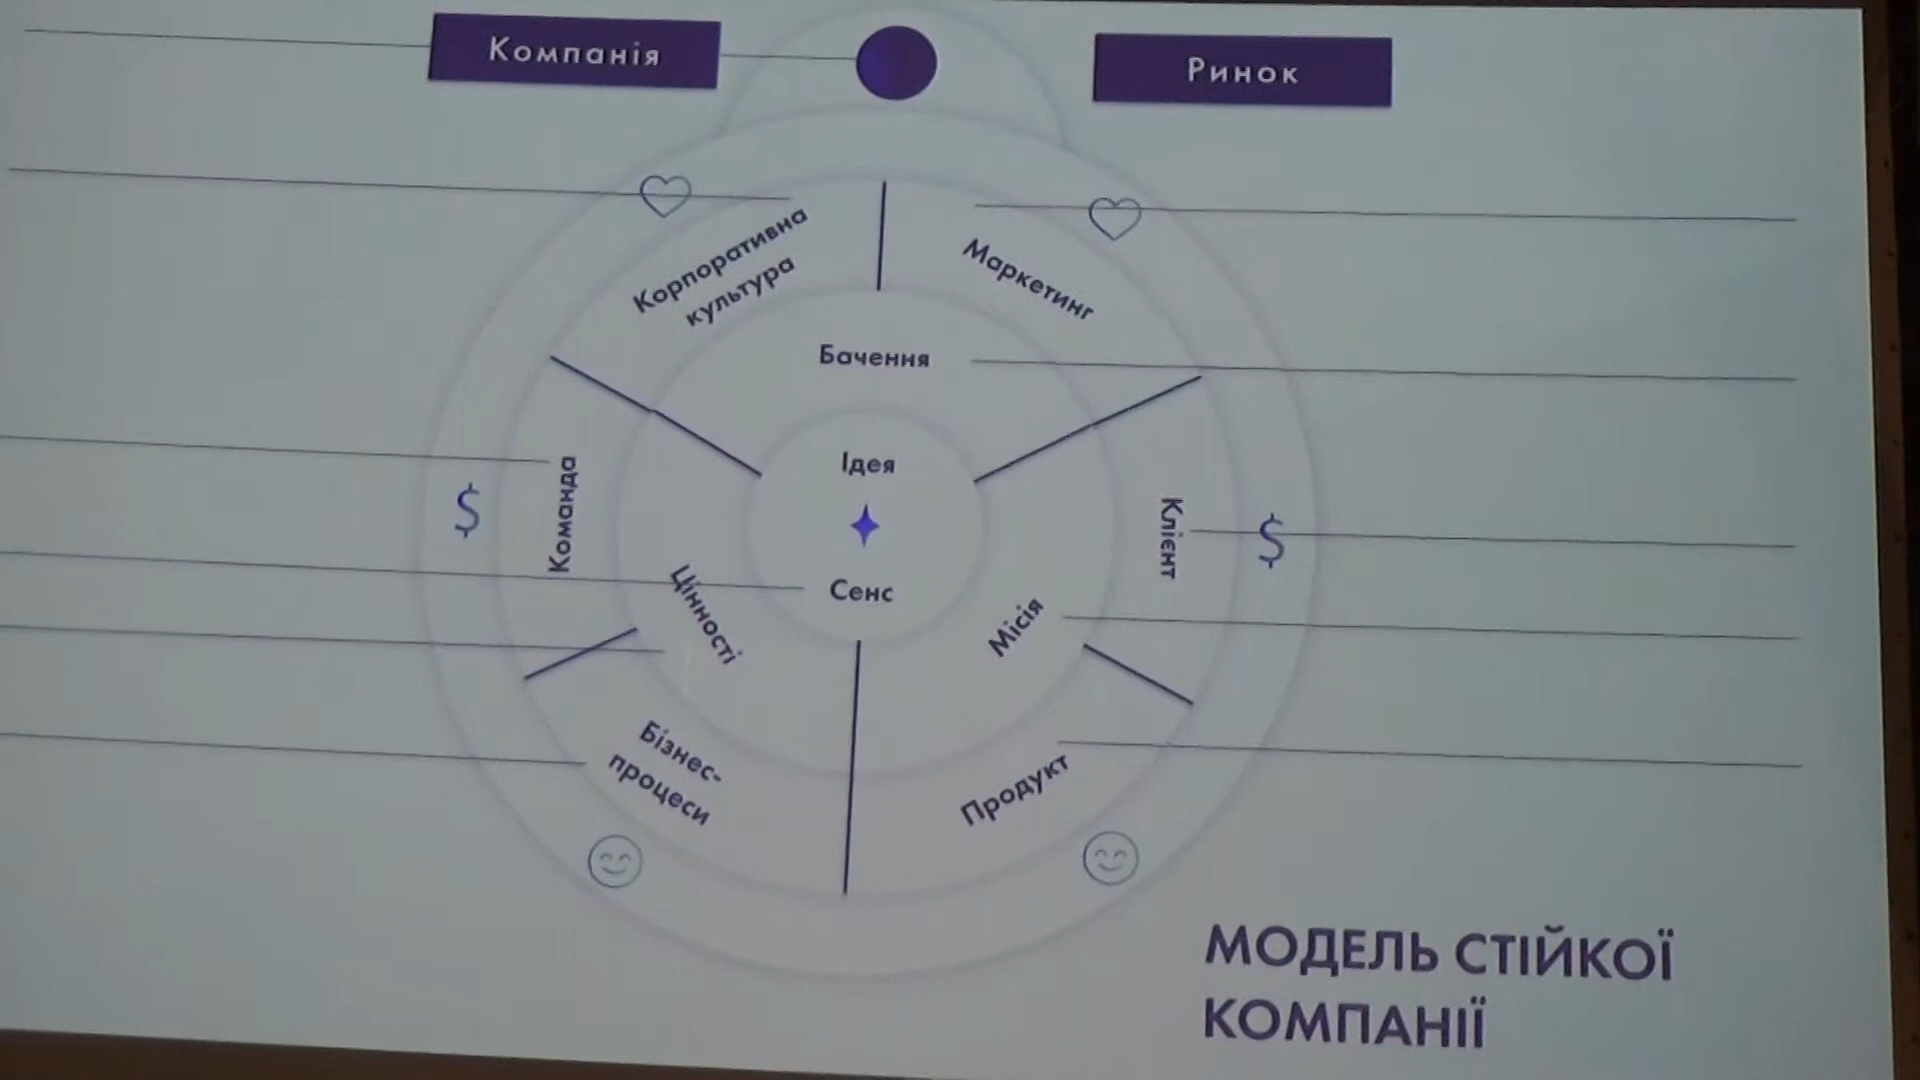 Компанія
Ринок
Корпоративна
культура
Маркетинг
Бачення
Ідея
Команда
Клієнт
Цінності
Сенс
Місія
Бізнес-
процеси
Продукт
$
$
МОДЕЛЬ СТІЙКОЇ
КОМПАНІЇ